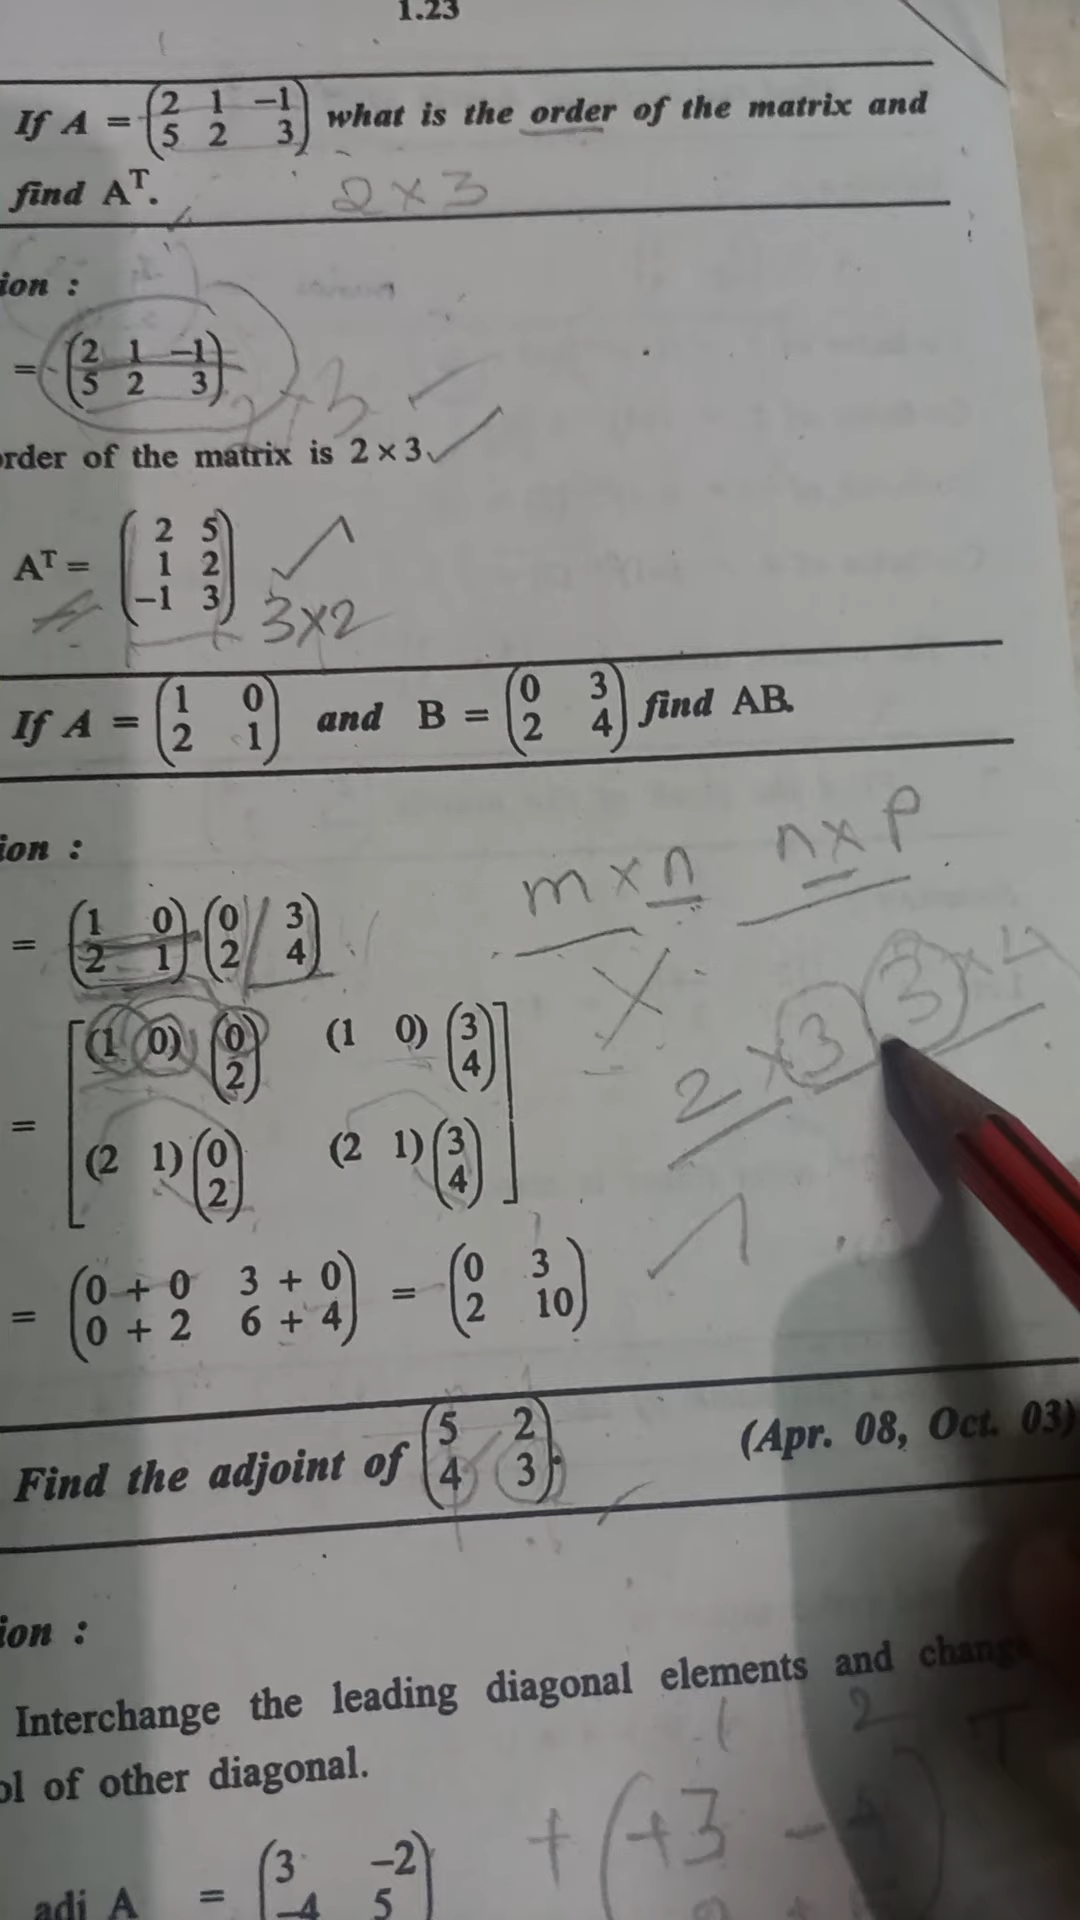 1.23
If A = (2 1 −1
5 2 3) what is the order of the matrix and
find Aᵀ.
2 × 3
ion :
= (2 1 −1
5 2 3)
2 × 3
rder of the matrix is 2 × 3
Aᵀ = (2 5
1 2
−1 3)
3×2
If A = (1 0
2 1) and B = (0 3
2 4) find AB.
ion :
m × n n × p
= (1 0
2 1) (0 3
2 4)
2 × 3 3 × 4
= [(1 0) (0
2) (1 0) (3
4)
(2 1) (0
2) (2 1) (3
4)]
= (0 + 0 3 + 0
0 + 2 6 + 4) = (0 3
2 10)
Find the adjoint of (5 2
4 3). (Apr. 08, Oct. 03)
ion :
Interchange the leading diagonal elements and chang
ol of other diagonal.
1 2 T
+ (+3 −
adj A = (3 −2
−4 5